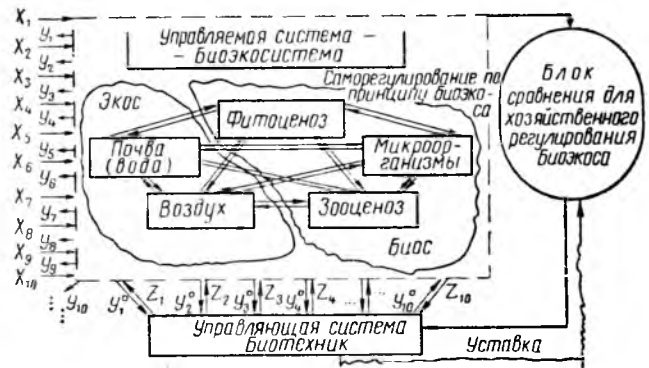 X₁
y₁
X₂
y₂
X₃
y₃
X₄
y₄
X₅
y₅
X₆
y₆
X₇
y₇
X₈
y₈
X₉
y₉
X₁₀
y₁₀
Управляемая система –
– Биоэкосистема
Саморегулирование по
принципу биоэко-
са
Экос
Фитоценоз
Почва
(вода)
Микроор-
ганизмы
Воздух
Зооценоз
Биос
Блок
сравнения для
хозяйственного
регулирования
биоэкоса
y₁° Z₁ y₂° Z₂ y₃° Z₃ y₄° Z₄ ... ... y₁₀° Z₁₀
Управляющая система
Биотехник
Уставка